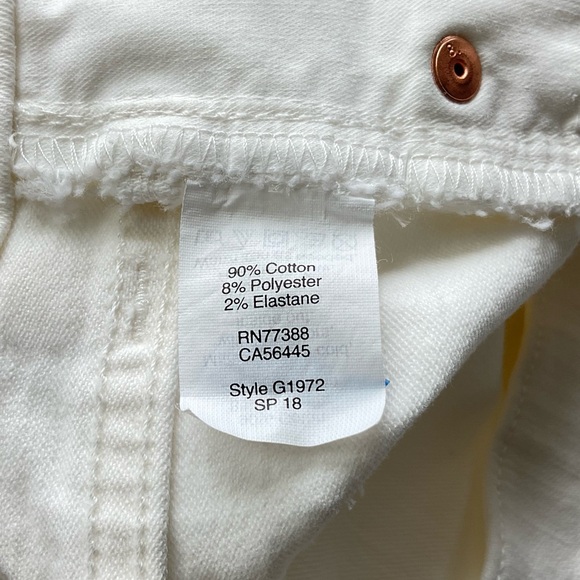 90% Cotton
8% Polyester
2% Elastane
RN77388
CA56445
Style G1972
SP 18